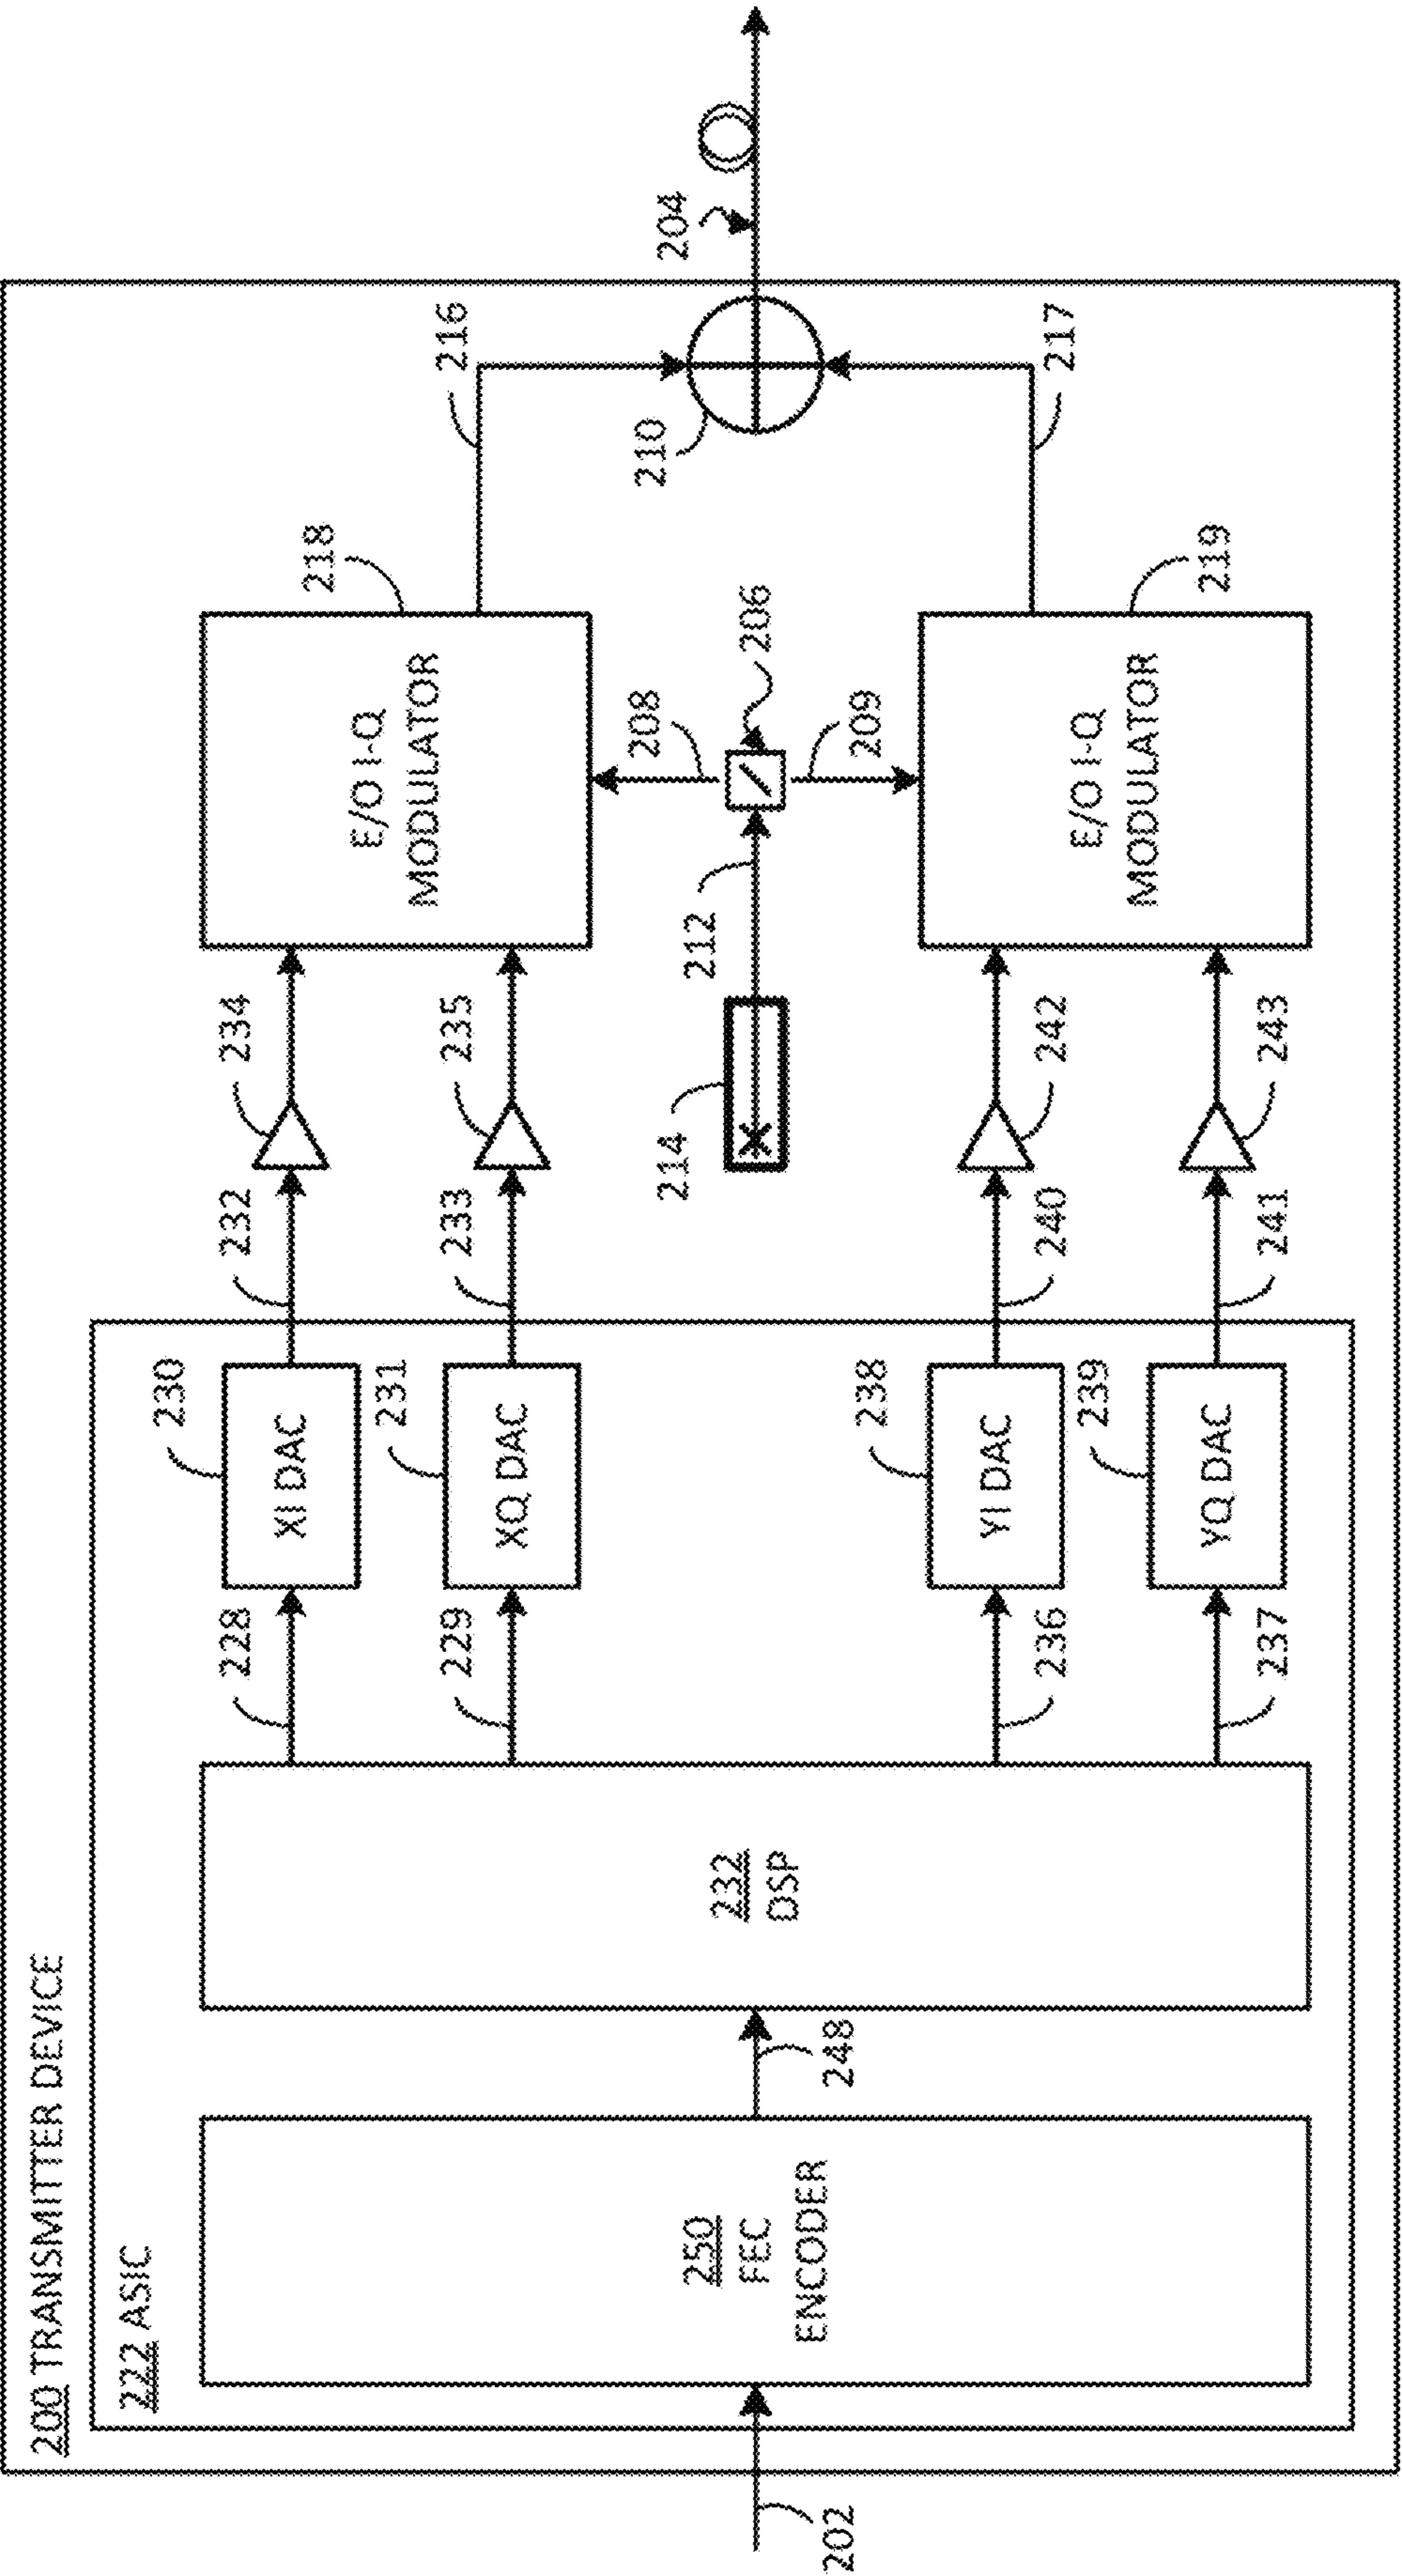 200 TRANSMITTER DEVICE
222 ASIC
202
250
FEC
ENCODER
248
232
DSP
228
229
236
237
230
XI DAC
231
XQ DAC
238
YI DAC
239
YQ DAC
232
233
240
241
234
235
242
243
214
212
206
208
209
218
E/O I-Q
MODULATOR
219
E/O I-Q
MODULATOR
216
217
210
204